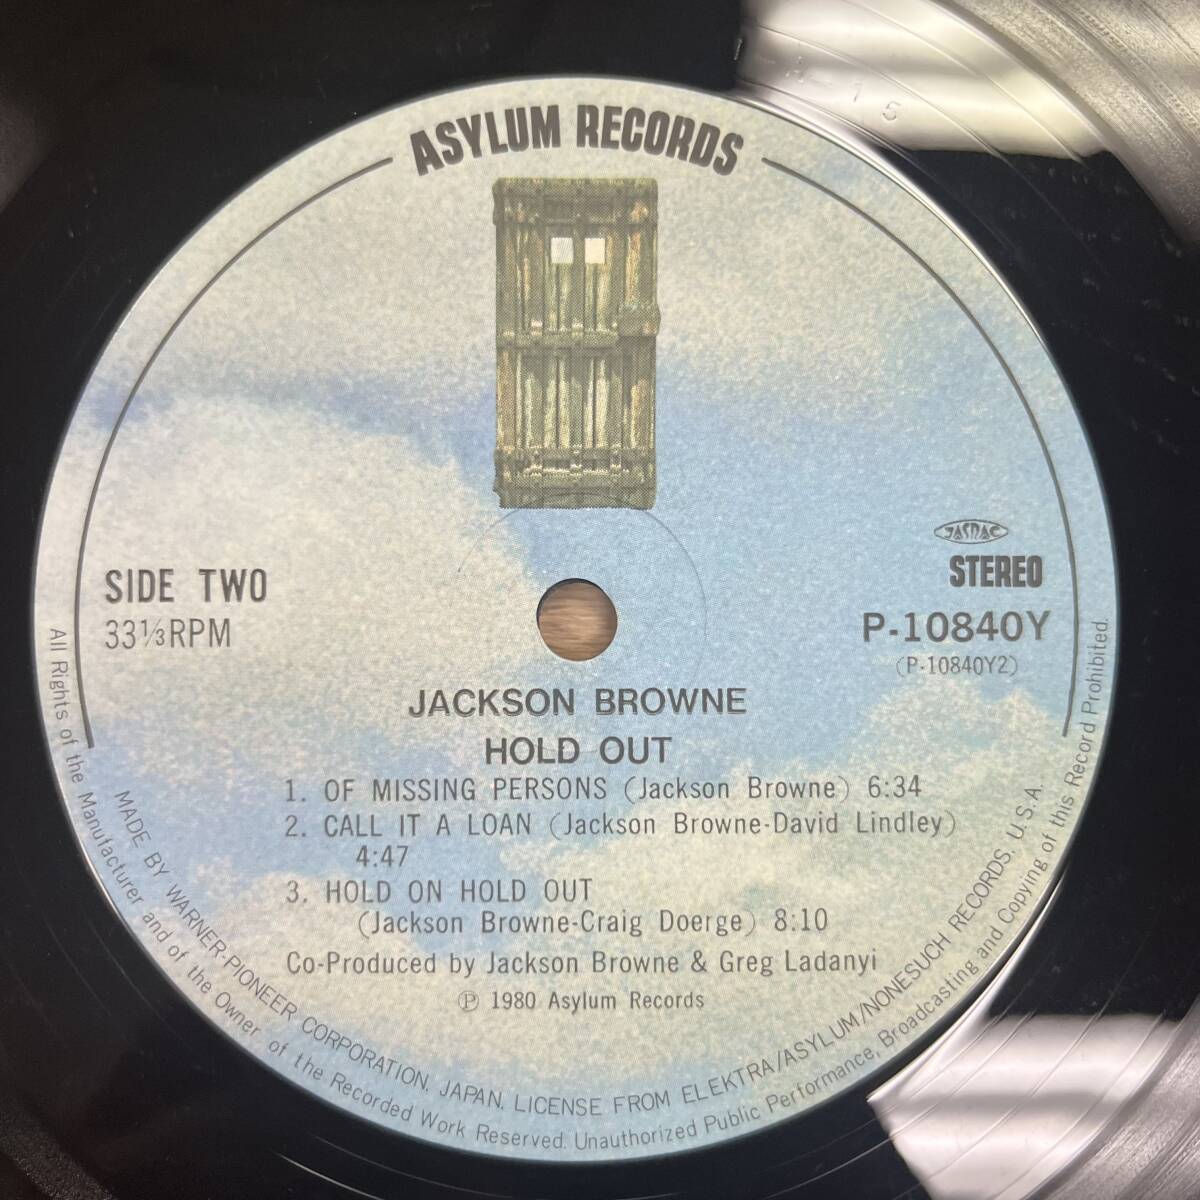 ASYLUM RECORDS
SIDE TWO
33⅓RPM
JASRAC
STEREO
P-10840Y
(P-10840Y2)
JACKSON BROWNE
HOLD OUT
1. OF MISSING PERSONS (Jackson Browne) 6:34
2. CALL IT A LOAN (Jackson Browne-David Lindley)
4:47
3. HOLD ON HOLD OUT
(Jackson Browne-Craig Doerge) 8:10
Co-Produced by Jackson Browne & Greg Ladanyi
℗ 1980 Asylum Records
MADE BY WARNER-PIONEER CORPORATION, JAPAN. LICENSE FROM ELEKTRA/ASYLUM/NONESUCH RECORDS, U.S.A.
All Rights of the Manufacturer and of the Owner of the Recorded Work Reserved. Unauthorized Public Performance, Broadcasting and Copying of this Record Prohibited.